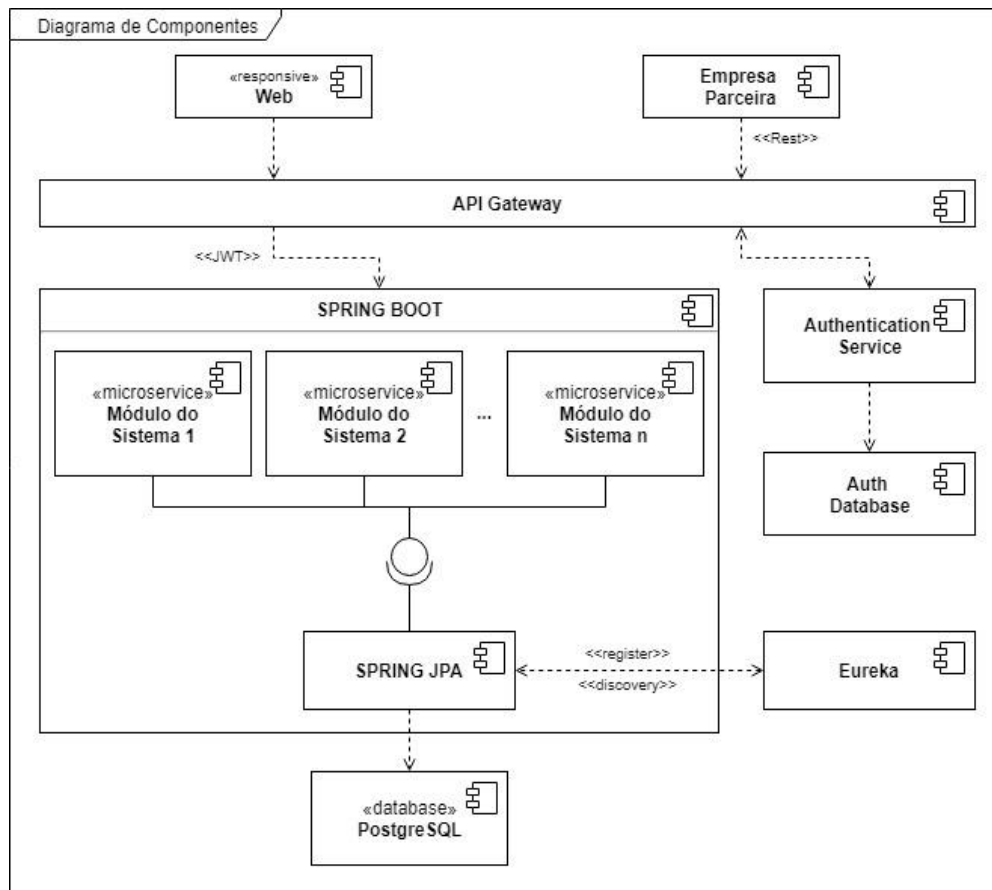 Diagrama de Componentes
«responsive»
Web
Empresa
Parceira
<<Rest>>
API Gateway
<<JWT>>
SPRING BOOT
Authentication
Service
«microservice»
Módulo do
Sistema 1
«microservice»
Módulo do
Sistema 2
...
«microservice»
Módulo do
Sistema n
Auth
Database
SPRING JPA
<<register>>
<<discovery>>
Eureka
«database»
PostgreSQL